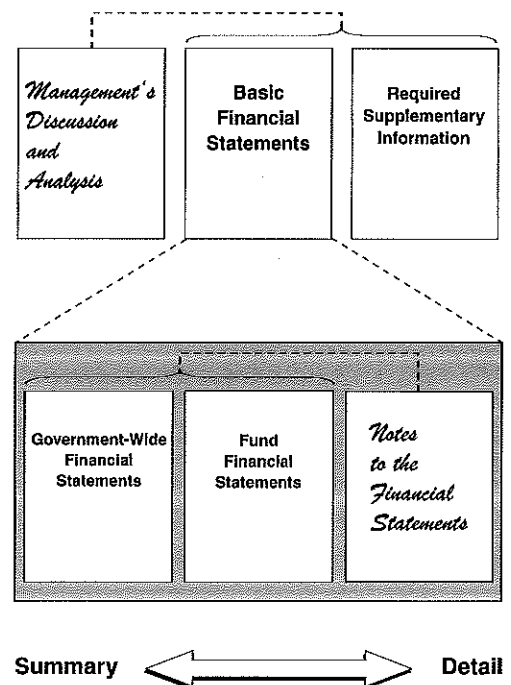 Management's
Discussion
and
Analysis
Basic
Financial
Statements
Required
Supplementary
Information
Government-Wide
Financial
Statements
Fund
Financial
Statements
Notes
to the
Financial
Statements
Summary
Detail